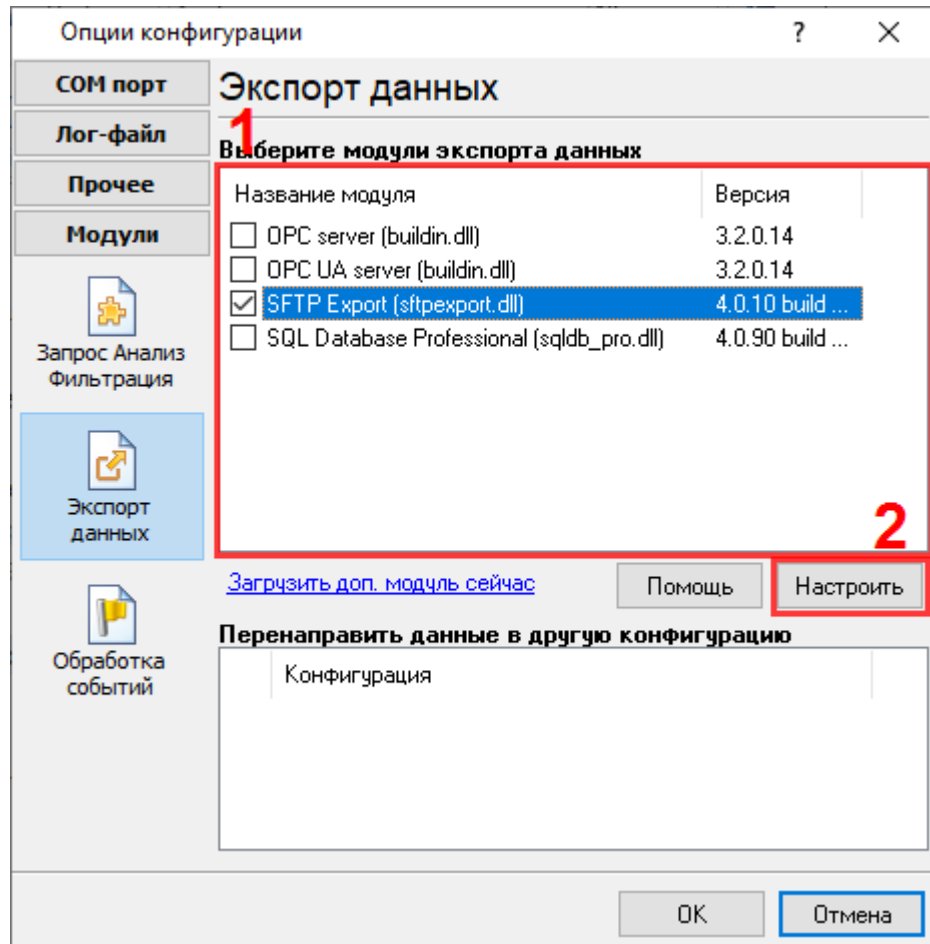 Опции конфигурации
?
COM порт
Лог-файл
Прочее
Модули
Запрос Анализ
Фильтрация
Экспорт
данных
Обработка
событий
Экспорт данных
1
Выберите модули экспорта данных
Название модуля Версия
OPC server (buildin.dll) 3.2.0.14
OPC UA server (buildin.dll) 3.2.0.14
SFTP Export (sftpexport.dll) 4.0.10 build ...
SQL Database Professional (sqldb_pro.dll) 4.0.90 build ...
2
Загрузить доп. модуль сейчас
Помощь
Настроить
Перенаправить данные в другую конфигурацию
Конфигурация
OK
Отмена